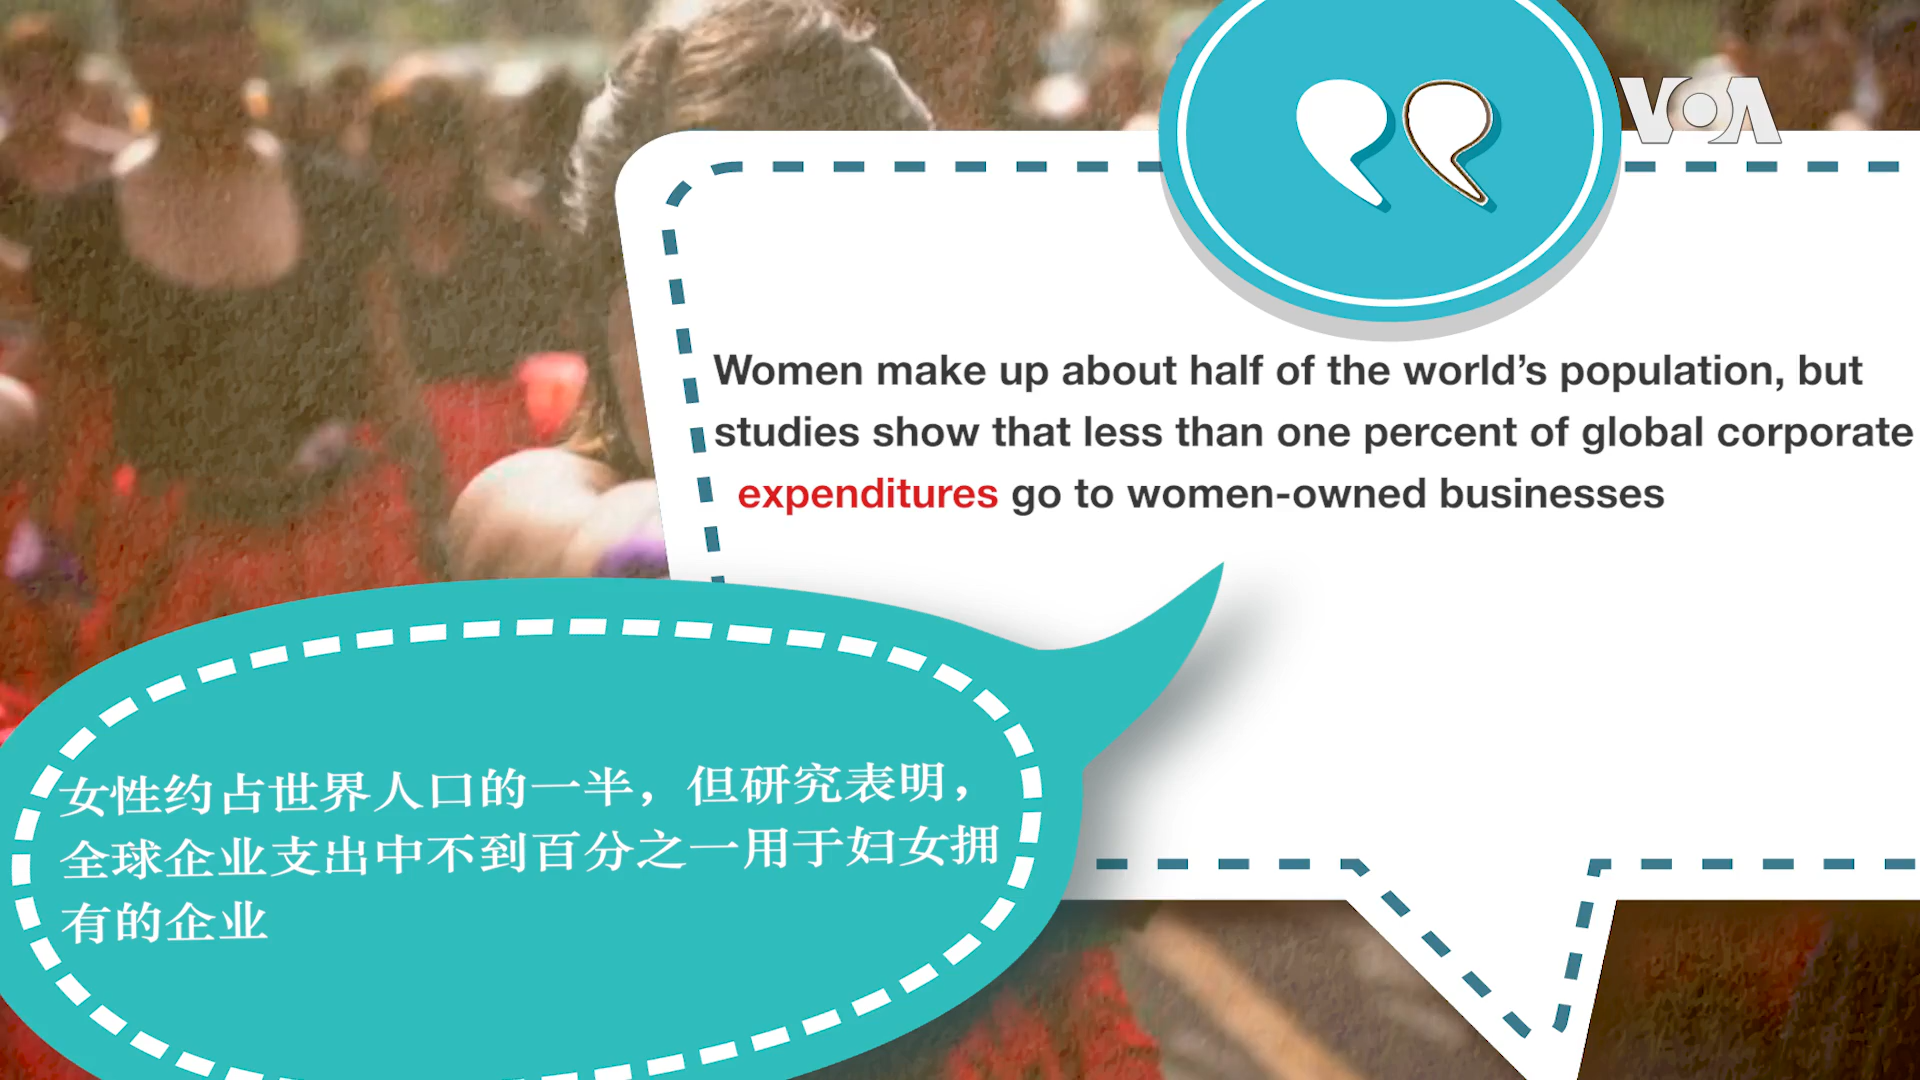 VOA
Women make up about half of the world’s population, but
studies show that less than one percent of global corporate
expenditures go to women-owned businesses
女性约占世界人口的一半，但研究表明，
全球企业支出中不到百分之一用于妇女拥
有的企业